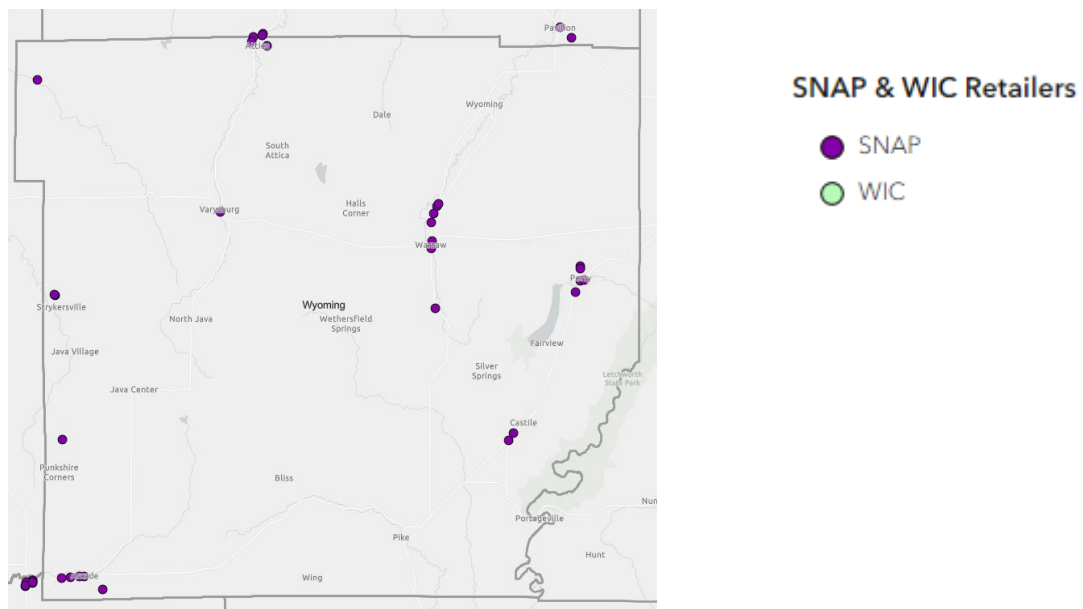 Pavilion
Attica
Wyoming
Dale
South
Attica
Halls
Corner
Varysburg
Warsaw
Perry
Strykersville
Wyoming
North Java
Wethersfield
Springs
Fairview
Java Village
Silver
Springs
Letchworth
State Park
Java Center
Castile
Punkshire
Corners
Bliss
Portageville
Pike
Hunt
Wing
SNAP & WIC Retailers
SNAP
WIC